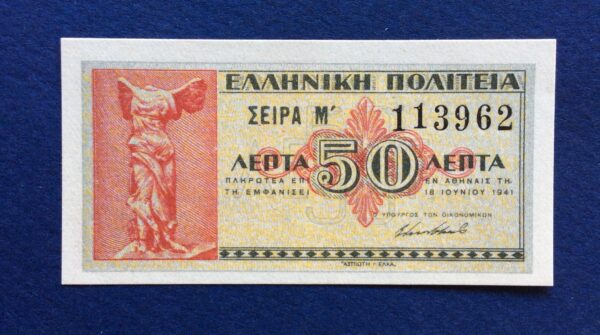 ΕΛΛΗΝΙΚΗ ΠΟΛΙΤΕΙΑ
ΣΕΙΡΑ Μ′ 113962
ΛΕΠΤΑ 50 ΛΕΠΤΑ
ΠΛΗΡΩΤΕΑ ΕΠΙ ΕΝ ΑΘΗΝΑΙΣ ΤΗ
ΤΗ ΕΜΦΑΝΙΣΕΙ 18 ΙΟΥΝΙΟΥ 1941
Ο ΥΠΟΥΡΓΟΣ ΤΩΝ ΟΙΚΟΝΟΜΙΚΩΝ
"ΑΣΠΙΩΤΗ-ΕΛΚΑ"